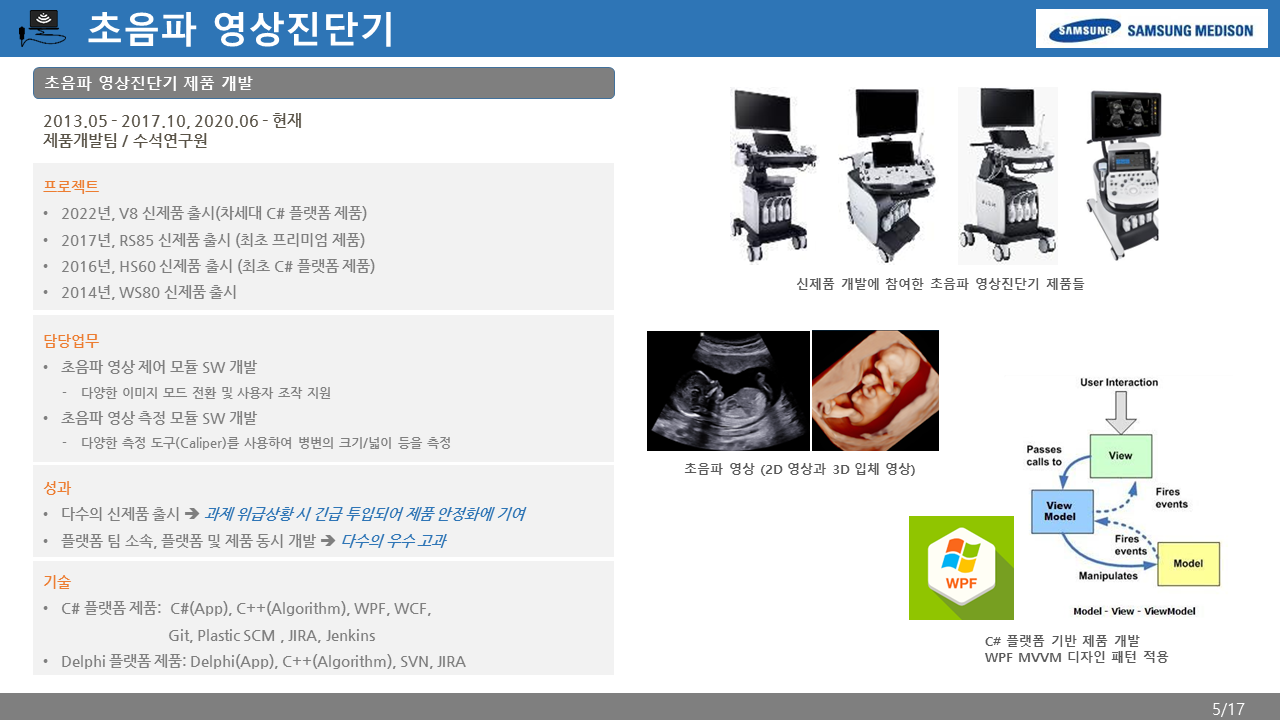 초음파 영상진단기
SAMSUNG SAMSUNG MEDISON
초음파 영상진단기 제품 개발
2013.05 – 2017.10, 2020.06 – 현재
제품개발팀 / 수석연구원
프로젝트
• 2022년, V8 신제품 출시(차세대 C# 플랫폼 제품)
• 2017년, RS85 신제품 출시 (최초 프리미엄 제품)
• 2016년, HS60 신제품 출시 (최초 C# 플랫폼 제품)
• 2014년, WS80 신제품 출시
담당업무
• 초음파 영상 제어 모듈 SW 개발
- 다양한 이미지 모드 전환 및 사용자 조작 지원
• 초음파 영상 측정 모듈 SW 개발
- 다양한 측정 도구(Caliper)를 사용하여 병변의 크기/넓이 등을 측정
성과
• 다수의 신제품 출시 ➔ 과제 위급상황 시 긴급 투입되어 제품 안정화에 기여
• 플랫폼 팀 소속, 플랫폼 및 제품 동시 개발 ➔ 다수의 우수 고과
기술
• C# 플랫폼 제품: C#(App), C++(Algorithm), WPF, WCF,
Git, Plastic SCM , JIRA, Jenkins
• Delphi 플랫폼 제품: Delphi(App), C++(Algorithm), SVN, JIRA
신제품 개발에 참여한 초음파 영상진단기 제품들
초음파 영상 (2D 영상과 3D 입체 영상)
User Interaction
Passes
calls to
View
View
Model
Fires
events
Fires
events
Model
Manipulates
Model - View - ViewModel
WPF
C# 플랫폼 기반 제품 개발
WPF MVVM 디자인 패턴 적용
5/17